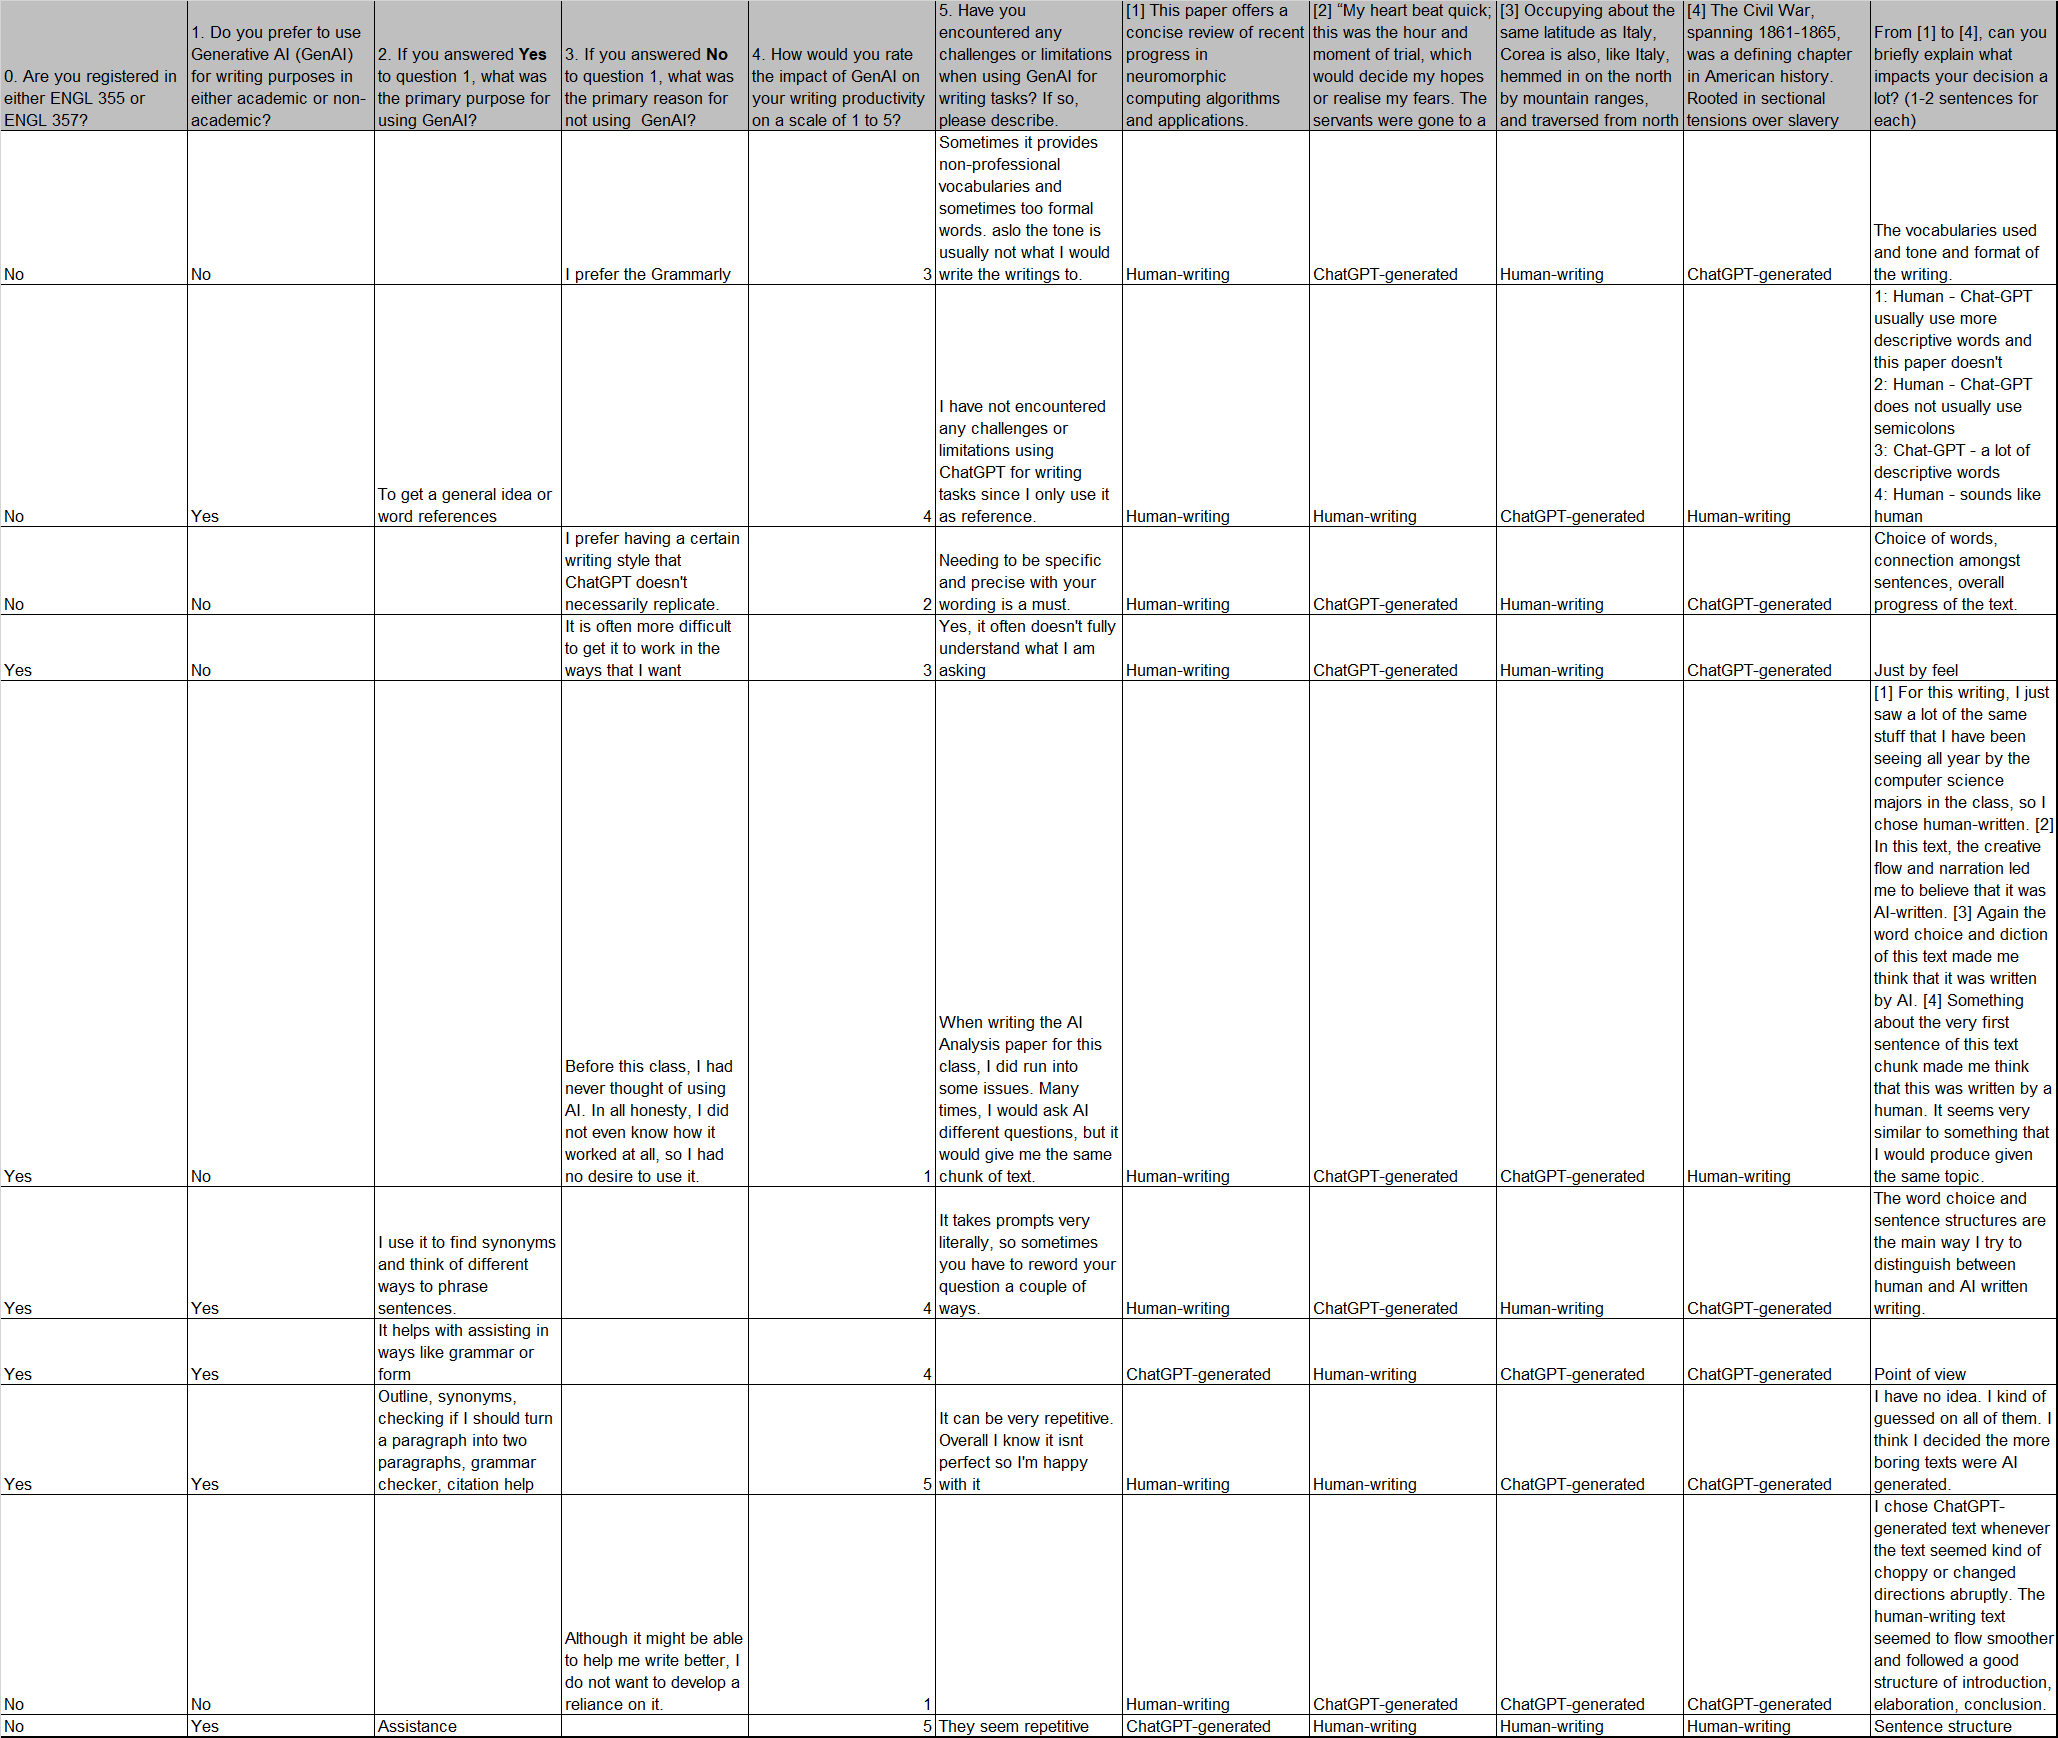 0. Are you registered in
either ENGL 355 or
ENGL 357?
1. Do you prefer to use
Generative AI (GenAI)
for writing purposes in
either academic or non-
academic?
2. If you answered Yes
to question 1, what was
the primary purpose for
using GenAI?
3. If you answered No
to question 1, what was
the primary reason for
not using GenAI?
4. How would you rate
the impact of GenAI on
your writing productivity
on a scale of 1 to 5?
5. Have you
encountered any
challenges or limitations
when using GenAI for
writing tasks? If so,
please describe.
[1] This paper offers a
concise review of recent
progress in
neuromorphic
computing algorithms
and applications.
[2] “My heart beat quick;
this was the hour and
moment of trial, which
would decide my hopes
or realise my fears. The
servants were gone to a
[3] Occupying about the
same latitude as Italy,
Corea is also, like Italy,
hemmed in on the north
by mountain ranges,
and traversed from north
[4] The Civil War,
spanning 1861-1865,
was a defining chapter
in American history.
Rooted in sectional
tensions over slavery
From [1] to [4], can you
briefly explain what
impacts your decision a
lot? (1-2 sentences for
each)
No
No
I prefer the Grammarly
3
Sometimes it provides
non-professional
vocabularies and
sometimes too formal
words. aslo the tone is
usually not what I would
write the writings to.
Human-writing
ChatGPT-generated
Human-writing
ChatGPT-generated
The vocabularies used
and tone and format of
the writing.
No
Yes
To get a general idea or
word references
4
I have not encountered
any challenges or
limitations using
ChatGPT for writing
tasks since I only use it
as reference.
Human-writing
Human-writing
ChatGPT-generated
Human-writing
1: Human - Chat-GPT
usually use more
descriptive words and
this paper doesn't
2: Human - Chat-GPT
does not usually use
semicolons
3: Chat-GPT - a lot of
descriptive words
4: Human - sounds like
human
No
No
I prefer having a certain
writing style that
ChatGPT doesn't
necessarily replicate.
2
Needing to be specific
and precise with your
wording is a must.
Human-writing
ChatGPT-generated
Human-writing
ChatGPT-generated
Choice of words,
connection amongst
sentences, overall
progress of the text.
Yes
No
It is often more difficult
to get it to work in the
ways that I want
3
Yes, it often doesn't fully
understand what I am
asking
Human-writing
ChatGPT-generated
Human-writing
ChatGPT-generated
Just by feel
Yes
No
Before this class, I had
never thought of using
AI. In all honesty, I did
not even know how it
worked at all, so I had
no desire to use it.
1
When writing the AI
Analysis paper for this
class, I did run into
some issues. Many
times, I would ask AI
different questions, but it
would give me the same
chunk of text.
Human-writing
ChatGPT-generated
ChatGPT-generated
Human-writing
[1] For this writing, I just
saw a lot of the same
stuff that I have been
seeing all year by the
computer science
majors in the class, so I
chose human-written. [2]
In this text, the creative
flow and narration led
me to believe that it was
AI-written. [3] Again the
word choice and diction
of this text made me
think that it was written
by AI. [4] Something
about the very first
sentence of this text
chunk made me think
that this was written by a
human. It seems very
similar to something that
I would produce given
the same topic.
Yes
Yes
I use it to find synonyms
and think of different
ways to phrase
sentences.
4
It takes prompts very
literally, so sometimes
you have to reword your
question a couple of
ways.
Human-writing
ChatGPT-generated
Human-writing
ChatGPT-generated
The word choice and
sentence structures are
the main way I try to
distinguish between
human and AI written
writing.
Yes
Yes
It helps with assisting in
ways like grammar or
form
4
ChatGPT-generated
Human-writing
ChatGPT-generated
ChatGPT-generated
Point of view
Yes
Yes
Outline, synonyms,
checking if I should turn
a paragraph into two
paragraphs, grammar
checker, citation help
5
It can be very repetitive.
Overall I know it isnt
perfect so I'm happy
with it
Human-writing
Human-writing
ChatGPT-generated
ChatGPT-generated
I have no idea. I kind of
guessed on all of them. I
think I decided the more
boring texts were AI
generated.
No
No
Although it might be able
to help me write better, I
do not want to develop a
reliance on it.
1
Human-writing
ChatGPT-generated
ChatGPT-generated
ChatGPT-generated
I chose ChatGPT-
generated text whenever
the text seemed kind of
choppy or changed
directions abruptly. The
human-writing text
seemed to flow smoother
and followed a good
structure of introduction,
elaboration, conclusion.
No
Yes
Assistance
5
They seem repetitive
ChatGPT-generated
Human-writing
Human-writing
Human-writing
Sentence structure